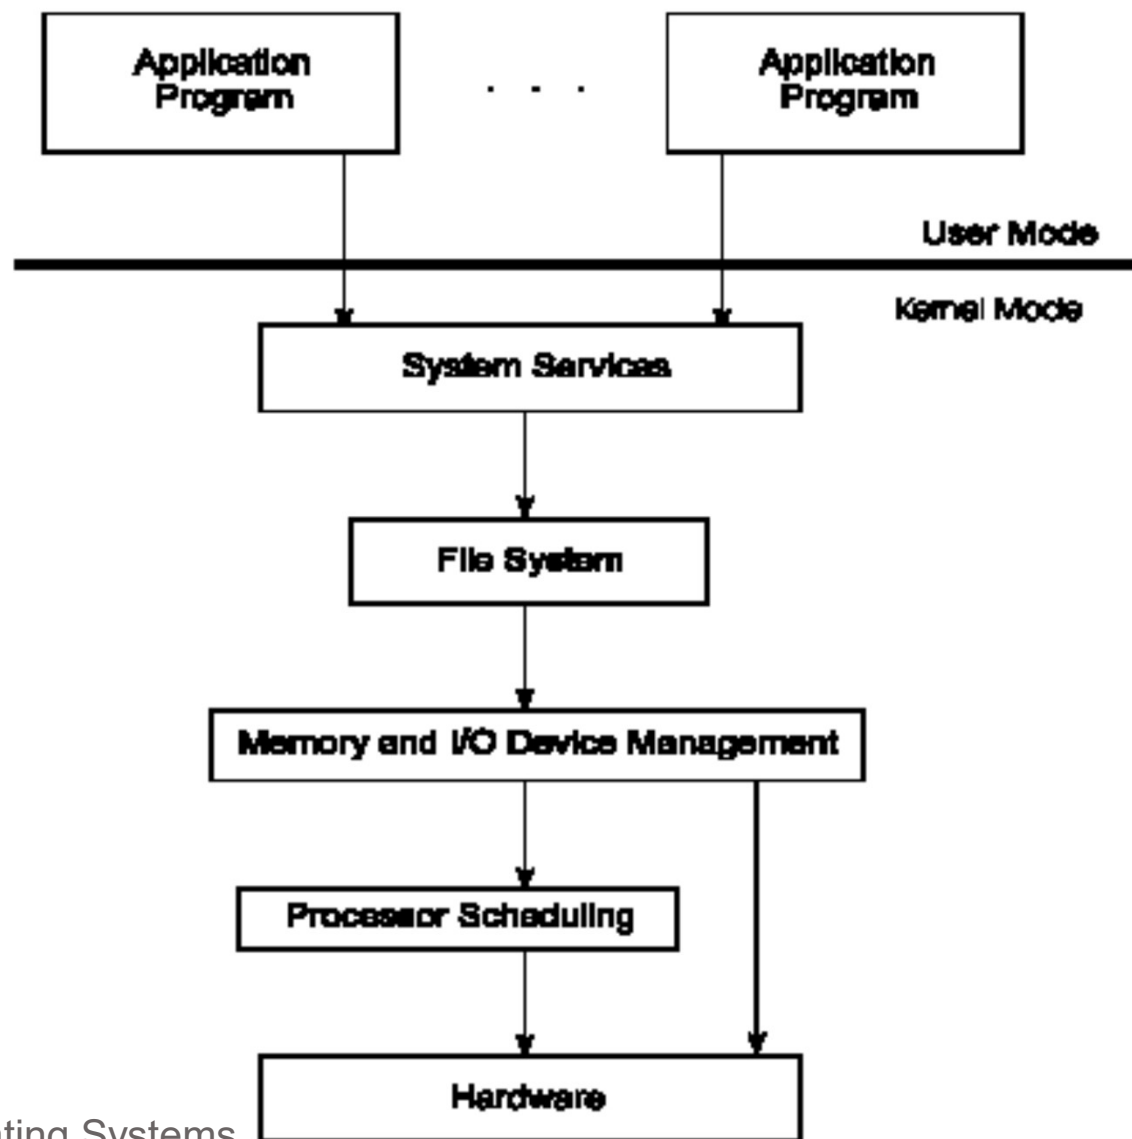 Application
Program
. . .
Application
Program
User Mode
Kernel Mode
System Services
File System
Memory and I/O Device Management
Processor Scheduling
Hardware
Systems